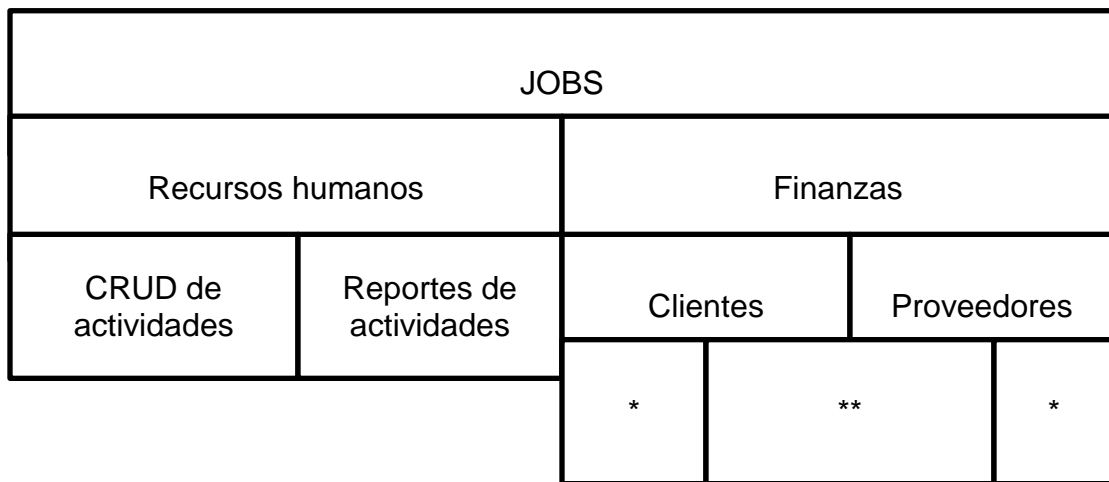 JOBS
Recursos humanos
Finanzas
CRUD de
actividades
Reportes de
actividades
Clientes
Proveedores
*
**
*